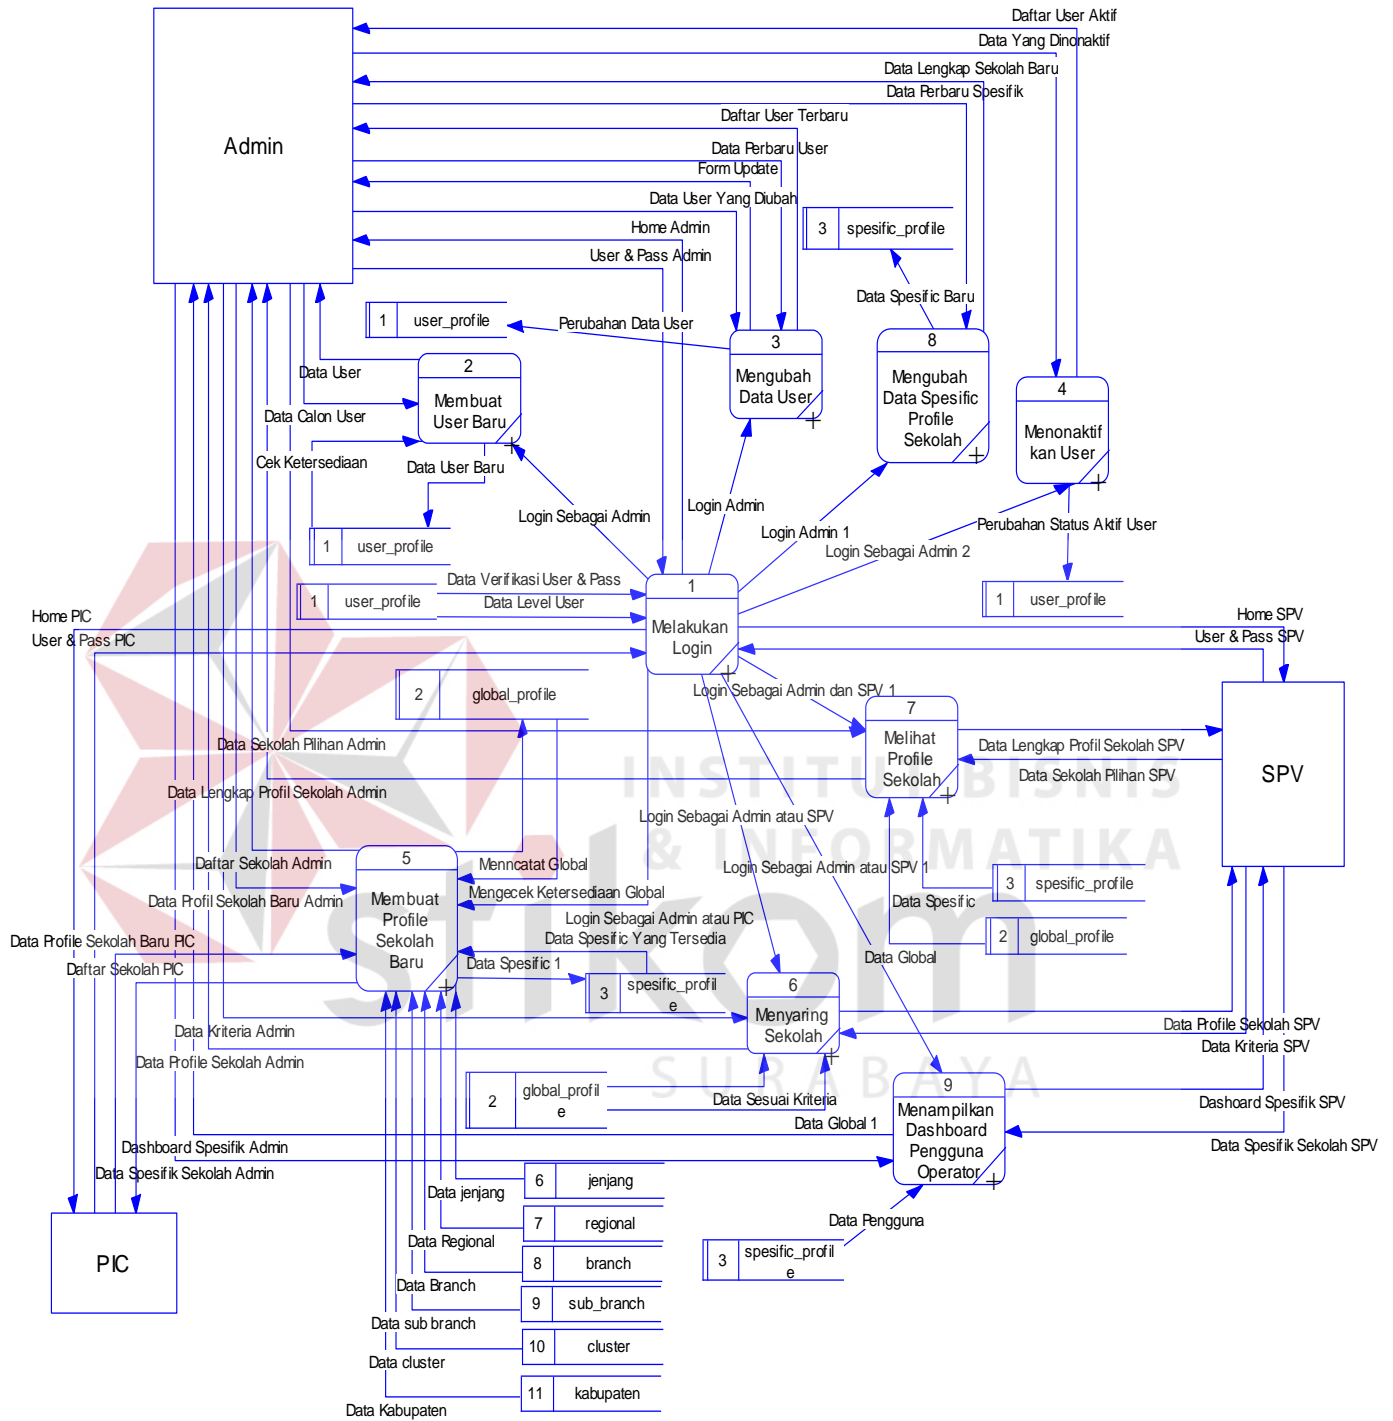 Daftar User Aktif
Data Yang Dinonaktif
Data Lengkap Sekolah Baru
Data Perbaru Spesifik
Daftar User Terbaru
Admin
Data Perbaru User
Form Update
Data User Yang Diubah
Home Admin
User & Pass Admin
3 spesific_profile
Data Spesific Baru
1 user_profile
Perubahan Data User
3
Mengubah
Data User
8
Mengubah
Data Spesific
Profile
Sekolah
4
Menonaktif
kan User
2
Membuat
User Baru
Data User
Data Calon User
Cek Ketersediaan
Data User Baru
Login Sebagai Admin
Login Admin
Login Admin 1
Login Sebagai Admin 2
Perubahan Status Aktif User
1 user_profile
1 user_profile
Data Verifikasi User & Pass
Data Level User
1 user_profile
1
Melakukan
Login
Home PIC
User & Pass PIC
Home SPV
User & Pass SPV
2 global_profile
Login Sebagai Admin dan SPV 1
7
Melihat
Profile
Sekolah
Data Sekolah Pilihan Admin
Data Lengkap Profil Sekolah SPV
Data Sekolah Pilihan SPV
SPV
INSTITUT BISNIS
& INFORMATIKA
stikom
SURABAYA
Data Lengkap Profil Sekolah Admin
Login Sebagai Admin atau SPV
Login Sebagai Admin atau SPV 1
Daftar Sekolah Admin
5
Membuat
Profile
Sekolah
Baru
Menncatat Global
Mengecek Ketersediaan Global
Data Profil Sekolah Baru Admin
Login Sebagai Admin atau PIC
Data Spesific Yang Tersedia
Data Spesific
3 spesific_profile
2 global_profile
Data Global
Data Profile Sekolah Baru PIC
Daftar Sekolah PIC
Data Spesific 1
3 spesific_profil
e
6
Menyaring
Sekolah
Data Kriteria Admin
Data Profile Sekolah Admin
Data Profile Sekolah SPV
Data Kriteria SPV
2 global_profil
e
Data Sesuai Kriteria
Data Global 1
9
Menampilkan
Dashboard
Pengguna
Operator
Dashoard Spesifik SPV
Data Spesifik Sekolah SPV
Dashboard Spesifik Admin
Data Spesifik Sekolah Admin
PIC
Data jenjang
6 jenjang
Data Regional
7 regional
Data Branch
8 branch
Data sub branch
9 sub_branch
Data cluster
10 cluster
Data Kabupaten
11 kabupaten
Data Pengguna
3 spesific_profil
e